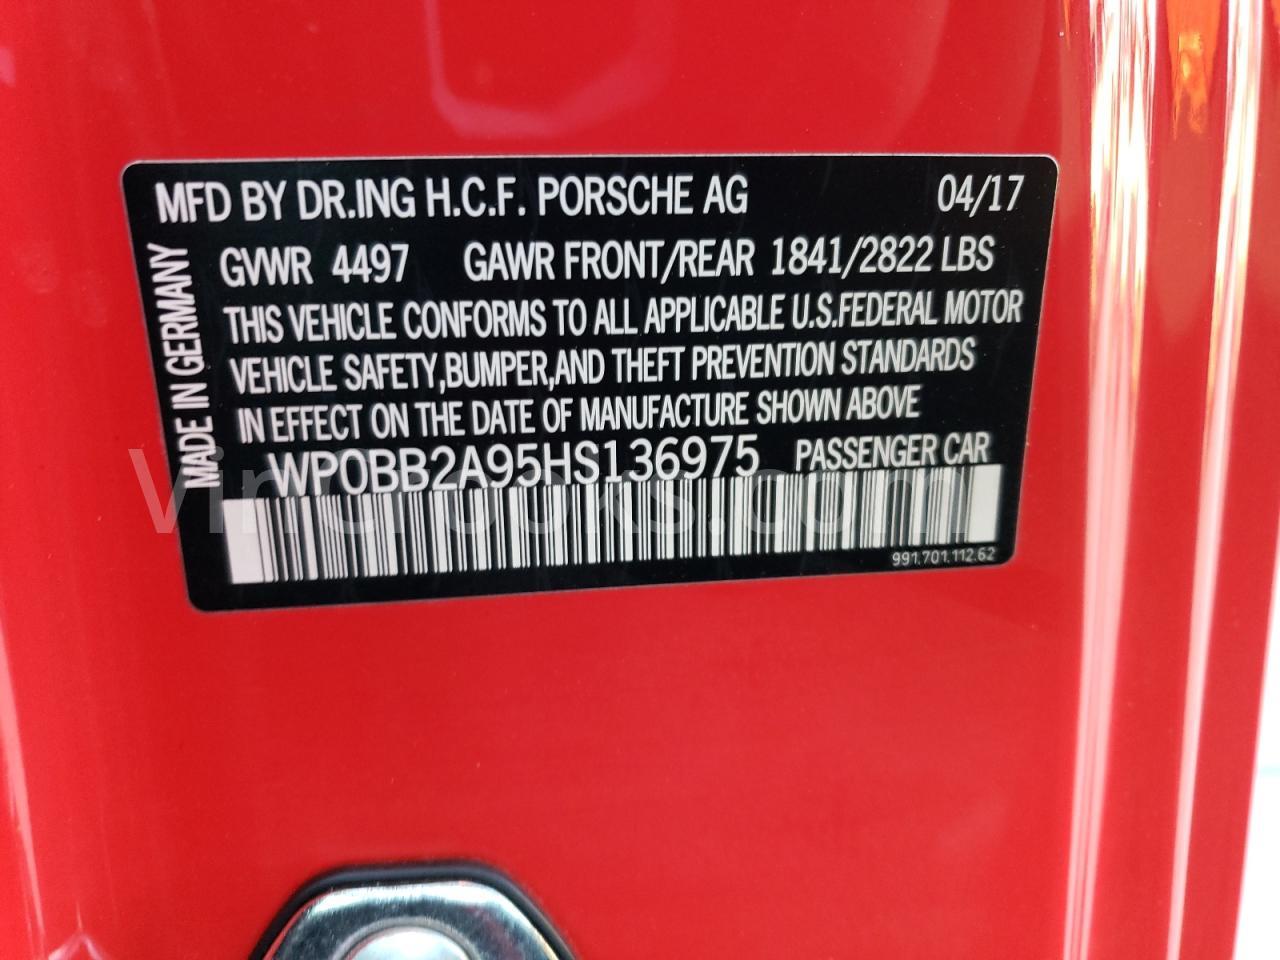 MFD BY DR.ING H.C.F. PORSCHE AG 04/17
GVWR 4497 GAWR FRONT/REAR 1841/2822 LBS
THIS VEHICLE CONFORMS TO ALL APPLICABLE U.S.FEDERAL MOTOR
VEHICLE SAFETY,BUMPER,AND THEFT PREVENTION STANDARDS
IN EFFECT ON THE DATE OF MANUFACTURE SHOWN ABOVE
WP0BB2A95HS136975 PASSENGER CAR
991.701.112.62
MADE IN GERMANY
VinCrooks.com